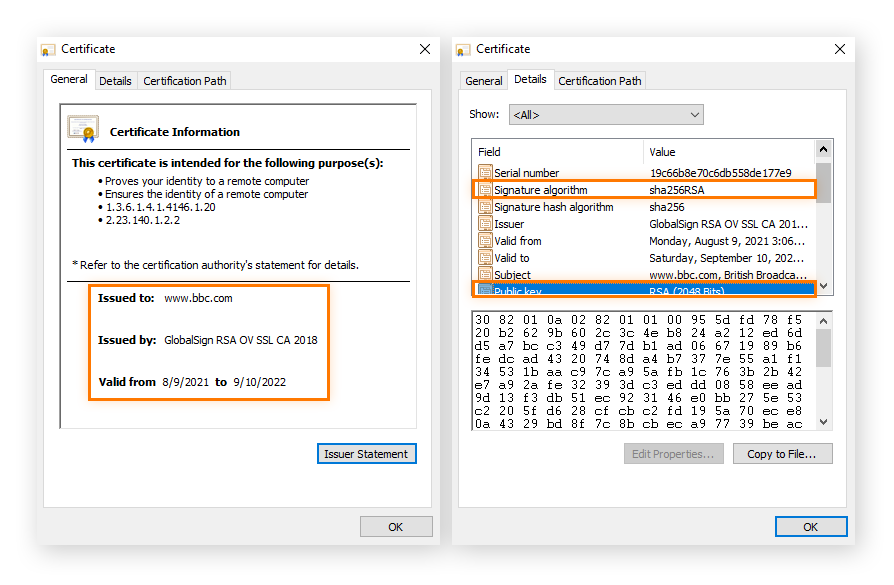 Certificate
General Details Certification Path
Certificate Information
This certificate is intended for the following purpose(s):
• Proves your identity to a remote computer
• Ensures the identity of a remote computer
• 1.3.6.1.4.1.4146.1.20
• 2.23.140.1.2.2
* Refer to the certification authority's statement for details.
Issued to: www.bbc.com
Issued by: GlobalSign RSA OV SSL CA 2018
Valid from 8/9/2021 to 9/10/2022
Issuer Statement
OK
Certificate
General Details Certification Path
Show: <All>
Field Value
Serial number 19c66b8e70c6db558de177e9
Signature algorithm sha256RSA
Signature hash algorithm sha256
Issuer GlobalSign RSA OV SSL CA 201...
Valid from Monday, August 9, 2021 3:06...
Valid to Saturday, September 10, 202...
Subject www.bbc.com, British Broadca...
Public key RSA (2048 Bits)
30 82 01 0a 02 82 01 01 00 95 5d fd 78 f5
20 b2 62 9b 60 2c 3c 4e b8 24 a2 12 ed 6d
d5 a7 bc c3 49 d7 7d b1 ad 06 67 19 89 b6
fe dc ad 43 20 74 8d a4 b7 37 7e 55 a1 f1
34 53 1b aa c9 7c a9 5a fb 1c 76 3b 2b 42
e7 a9 2a fe 32 39 3d c3 ed dd 08 58 ee ad
9d 13 f3 db 51 ec 92 31 46 e0 bb 27 5e 53
c2 20 5f d6 28 cf cb c2 fd 19 5a 70 ec e8
0a 43 29 bd 8f 7c 8b cb ec a9 77 39 be ac
Edit Properties... Copy to File...
OK